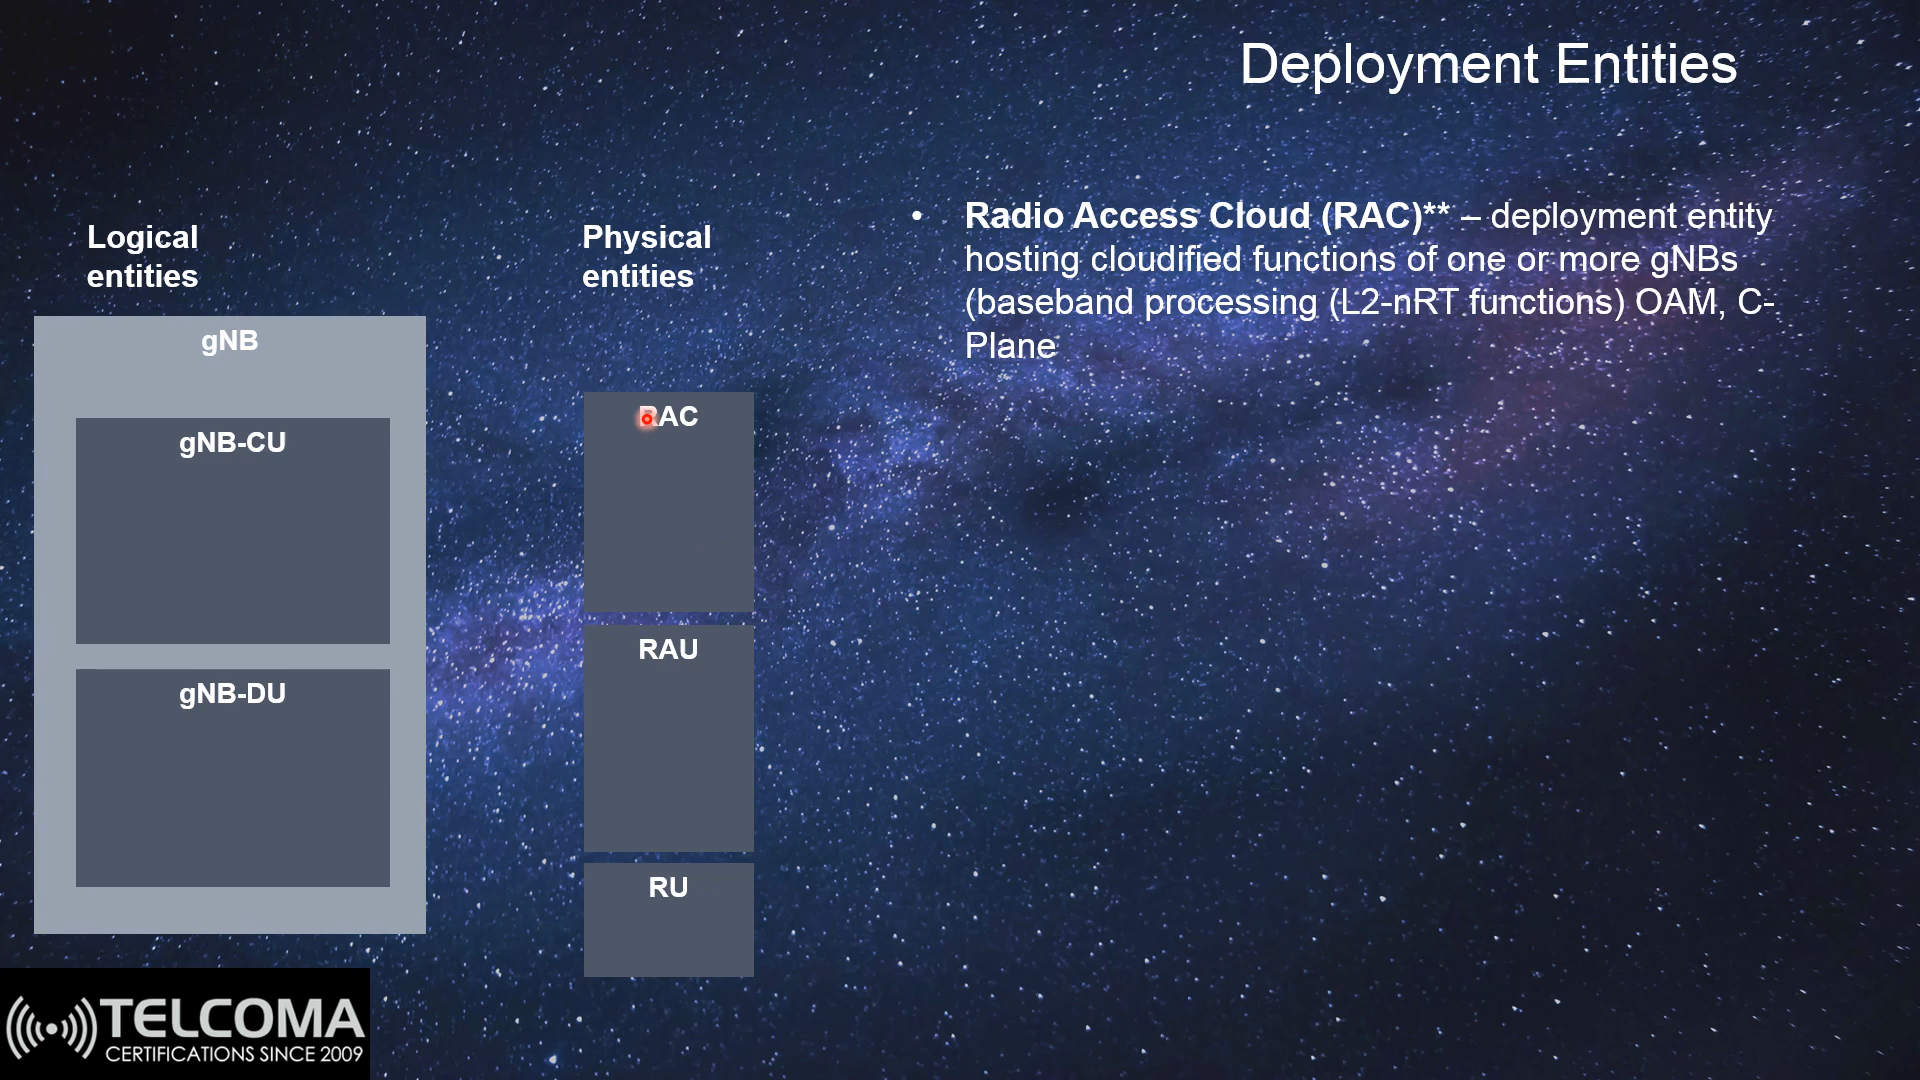 Deployment Entities
Logical
entities
Physical
entities
• Radio Access Cloud (RAC)** – deployment entity
hosting cloudified functions of one or more gNBs
(baseband processing (L2-nRT functions) OAM, C-
Plane
gNB
gNB-CU
gNB-DU
RAC
RAU
RU
TELCOMA
CERTIFICATIONS SINCE 2009